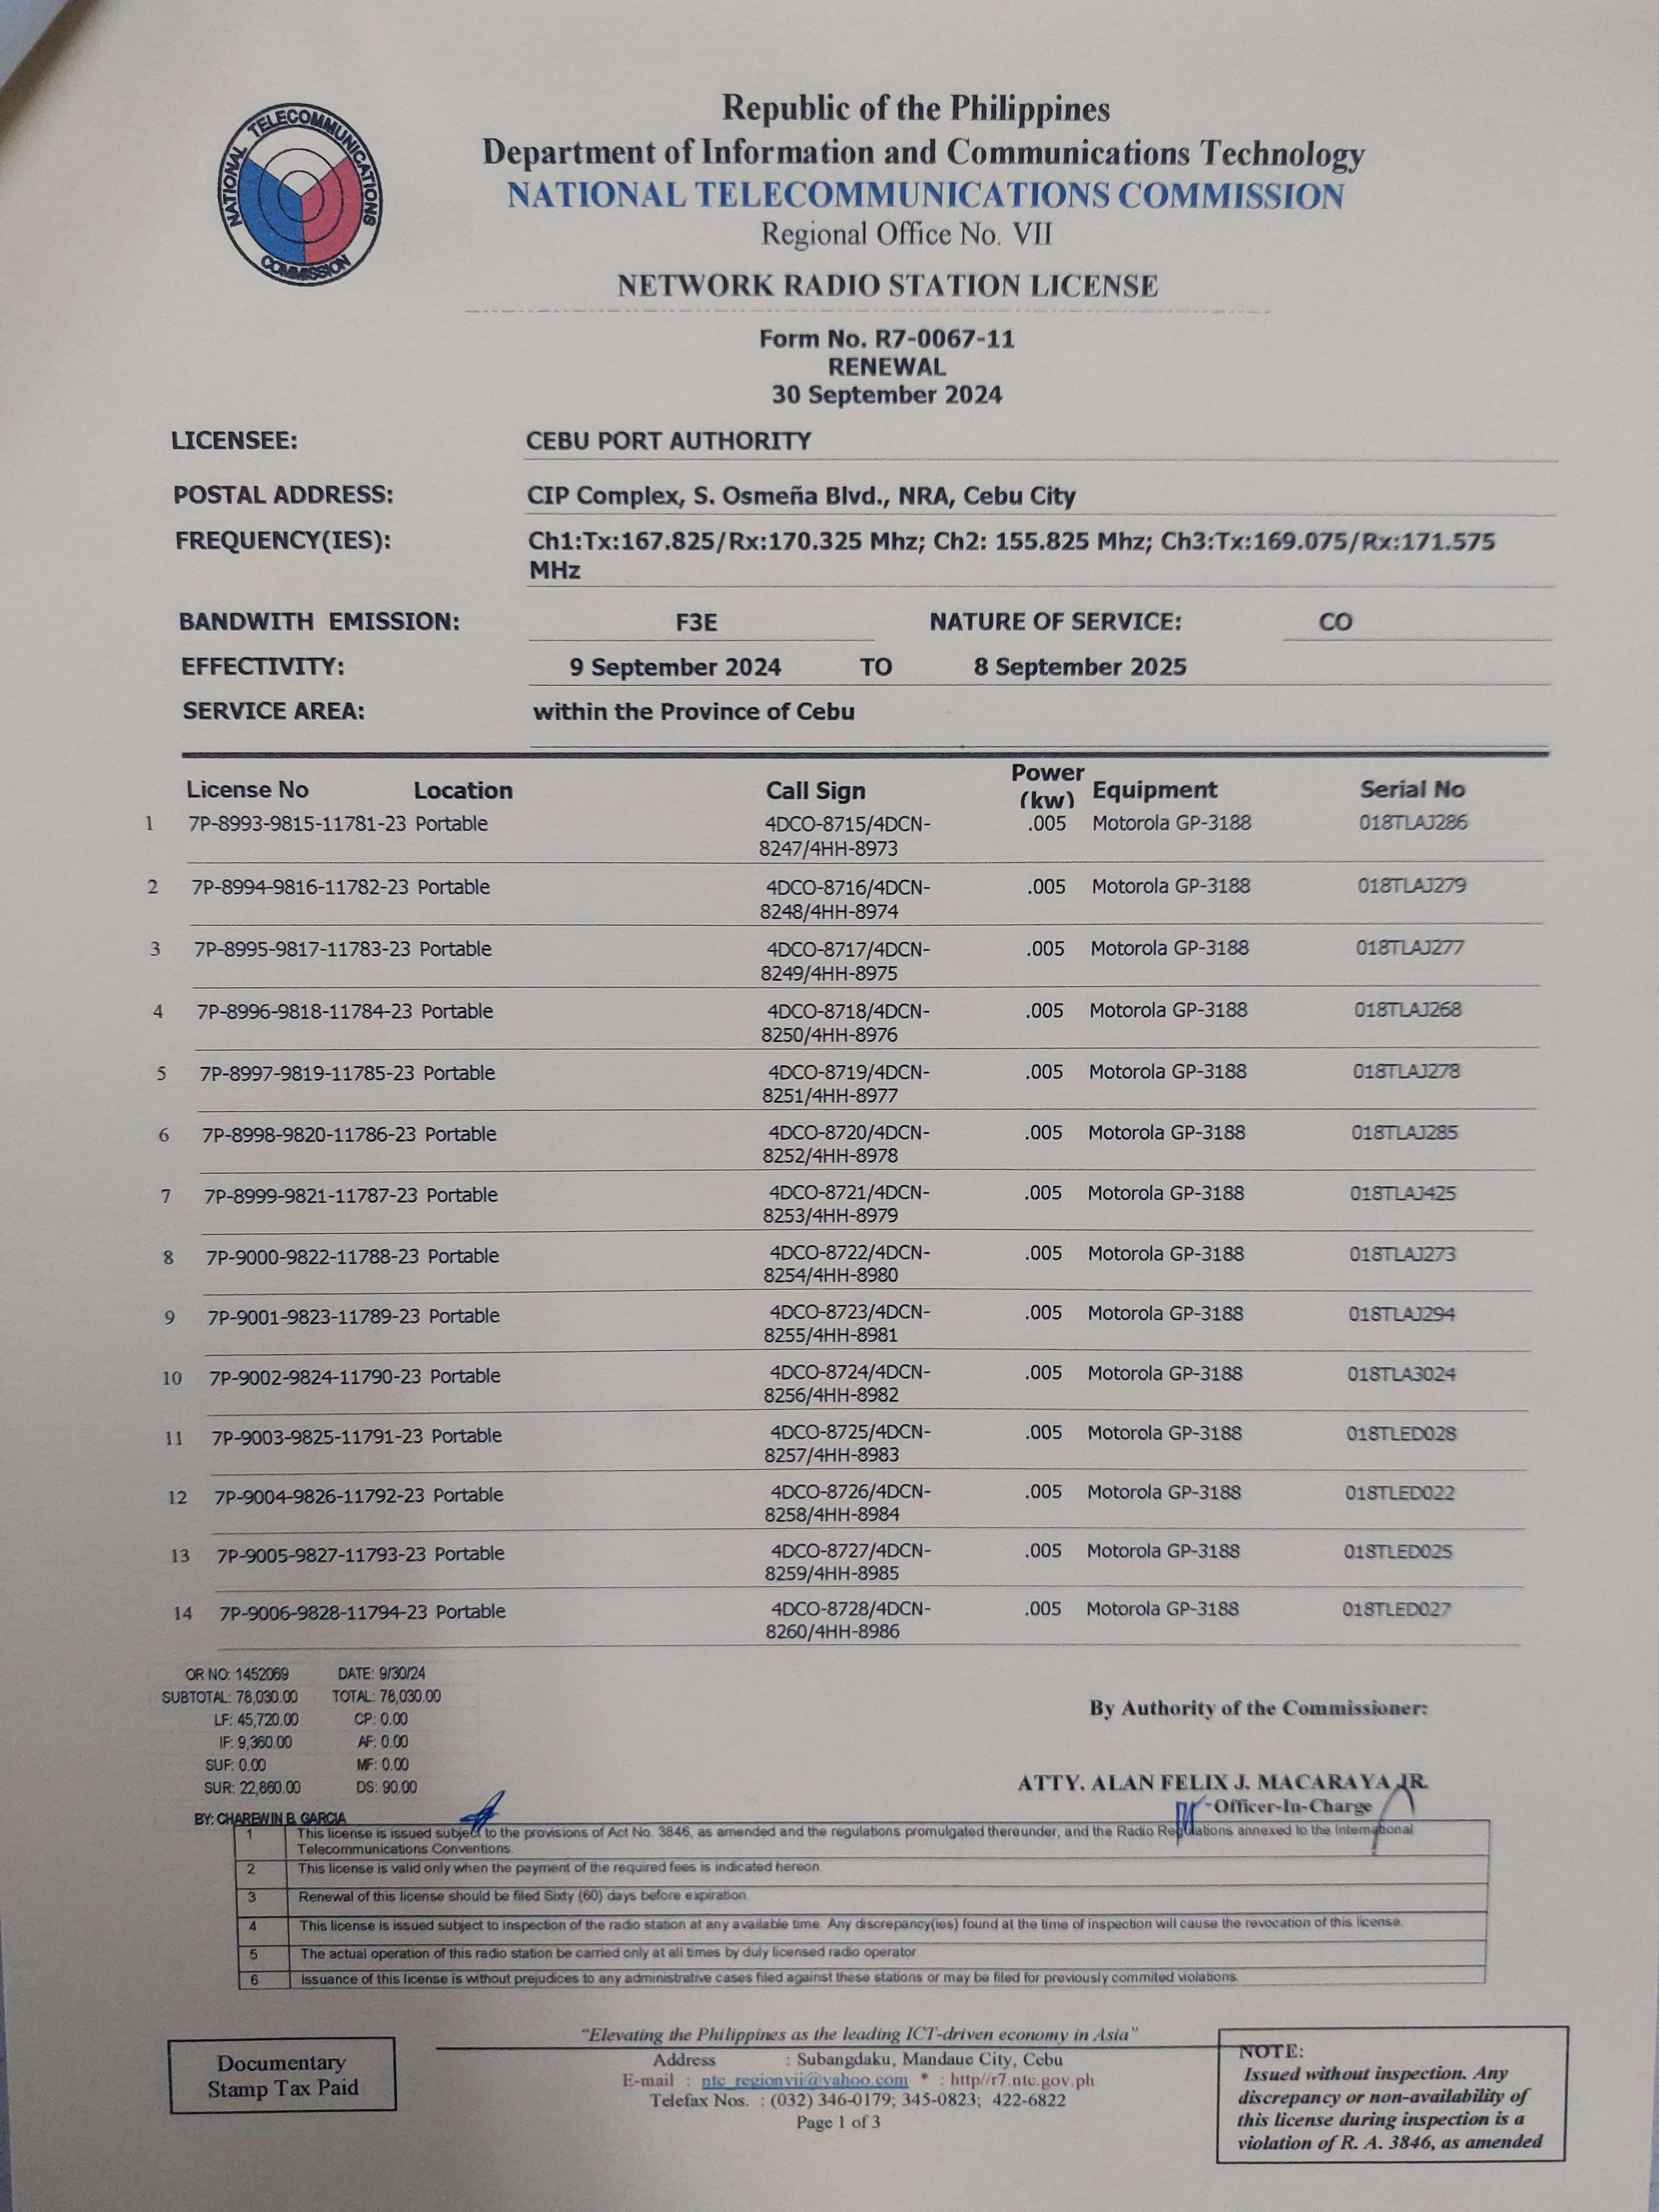 NATIONAL TELECOMMUNICATIONS COMMISSION
Republic of the Philippines
Department of Information and Communications Technology
NATIONAL TELECOMMUNICATIONS COMMISSION
Regional Office No. VII
NETWORK RADIO STATION LICENSE
Form No. R7-0067-11
RENEWAL
30 September 2024
LICENSEE: CEBU PORT AUTHORITY
POSTAL ADDRESS: CIP Complex, S. Osmeña Blvd., NRA, Cebu City
FREQUENCY(IES): Ch1:Tx:167.825/Rx:170.325 Mhz; Ch2: 155.825 Mhz; Ch3:Tx:169.075/Rx:171.575
MHz
BANDWITH EMISSION: F3E NATURE OF SERVICE: CO
EFFECTIVITY: 9 September 2024 TO 8 September 2025
SERVICE AREA: within the Province of Cebu
License No Location Call Sign Power (kw) Equipment Serial No
1 7P-8993-9815-11781-23 Portable 4DCO-8715/4DCN- .005 Motorola GP-3188 018TLAJ286
8247/4HH-8973
2 7P-8994-9816-11782-23 Portable 4DCO-8716/4DCN- .005 Motorola GP-3188 018TLAJ279
8248/4HH-8974
3 7P-8995-9817-11783-23 Portable 4DCO-8717/4DCN- .005 Motorola GP-3188 018TLAJ277
8249/4HH-8975
4 7P-8996-9818-11784-23 Portable 4DCO-8718/4DCN- .005 Motorola GP-3188 018TLAJ268
8250/4HH-8976
5 7P-8997-9819-11785-23 Portable 4DCO-8719/4DCN- .005 Motorola GP-3188 018TLAJ278
8251/4HH-8977
6 7P-8998-9820-11786-23 Portable 4DCO-8720/4DCN- .005 Motorola GP-3188 018TLAJ285
8252/4HH-8978
7 7P-8999-9821-11787-23 Portable 4DCO-8721/4DCN- .005 Motorola GP-3188 018TLAJ425
8253/4HH-8979
8 7P-9000-9822-11788-23 Portable 4DCO-8722/4DCN- .005 Motorola GP-3188 018TLAJ273
8254/4HH-8980
9 7P-9001-9823-11789-23 Portable 4DCO-8723/4DCN- .005 Motorola GP-3188 018TLAJ294
8255/4HH-8981
10 7P-9002-9824-11790-23 Portable 4DCO-8724/4DCN- .005 Motorola GP-3188 018TLA3024
8256/4HH-8982
11 7P-9003-9825-11791-23 Portable 4DCO-8725/4DCN- .005 Motorola GP-3188 018TLED028
8257/4HH-8983
12 7P-9004-9826-11792-23 Portable 4DCO-8726/4DCN- .005 Motorola GP-3188 018TLED022
8258/4HH-8984
13 7P-9005-9827-11793-23 Portable 4DCO-8727/4DCN- .005 Motorola GP-3188 018TLED025
8259/4HH-8985
14 7P-9006-9828-11794-23 Portable 4DCO-8728/4DCN- .005 Motorola GP-3188 018TLED027
8260/4HH-8986
OR NO: 1452069 DATE: 9/30/24
SUBTOTAL: 78,030.00 TOTAL: 78,030.00
LF: 45,720.00 CP: 0.00
IF: 9,360.00 AF: 0.00
SUF: 0.00 MF: 0.00
SUR: 22,860.00 DS: 90.00
BY: CHAREWIN B. GARCIA
By Authority of the Commissioner:
ATTY. ALAN FELIX J. MACARAYA JR.
Officer-In-Charge
1 This license is issued subject to the provisions of Act No. 3846, as amended and the regulations promulgated thereunder, and the Radio Regulations annexed to the International
Telecommunications Conventions.
2 This license is valid only when the payment of the required fees is indicated hereon
3 Renewal of this license should be filed Sixty (60) days before expiration.
4 This license is issued subject to inspection of the radio station at any available time. Any discrepancy(ies) found at the time of inspection will cause the revocation of this license.
5 The actual operation of this radio station be carried only at all times by duly licensed radio operator
6 Issuance of this license is without prejudices to any administrative cases filed against these stations or may be filed for previously commited violations.
Documentary
Stamp Tax Paid
"Elevating the Philippines as the leading ICT-driven economy in Asia"
Address : Subangdaku, Mandaue City, Cebu
E-mail : ntc_regionvii@yahoo.com * : http//r7.ntc.gov.ph
Telefax Nos. : (032) 346-0179; 345-0823; 422-6822
Page 1 of 3
NOTE:
Issued without inspection. Any
discrepancy or non-availability of
this license during inspection is a
violation of R. A. 3846, as amended